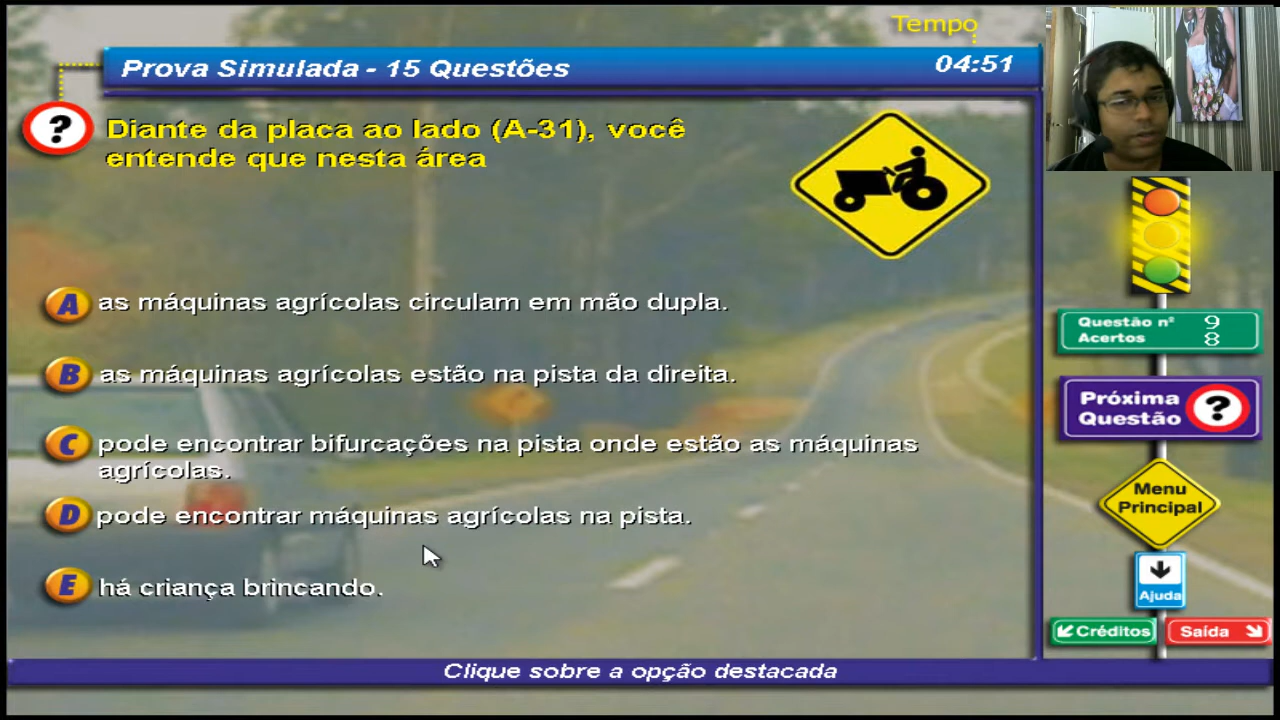 Tempo
Prova Simulada - 15 Questões
04:51
?
Diante da placa ao lado (A-31), você
entende que nesta área
A as máquinas agrícolas circulam em mão dupla.
B as máquinas agrícolas estão na pista da direita.
C pode encontrar bifurcações na pista onde estão as máquinas
agrícolas.
D pode encontrar máquinas agrícolas na pista.
E há criança brincando.
Clique sobre a opção destacada
Questão nº 9
Acertos 8
Próxima
Questão ?
Menu
Principal
Ajuda
Créditos
Saída